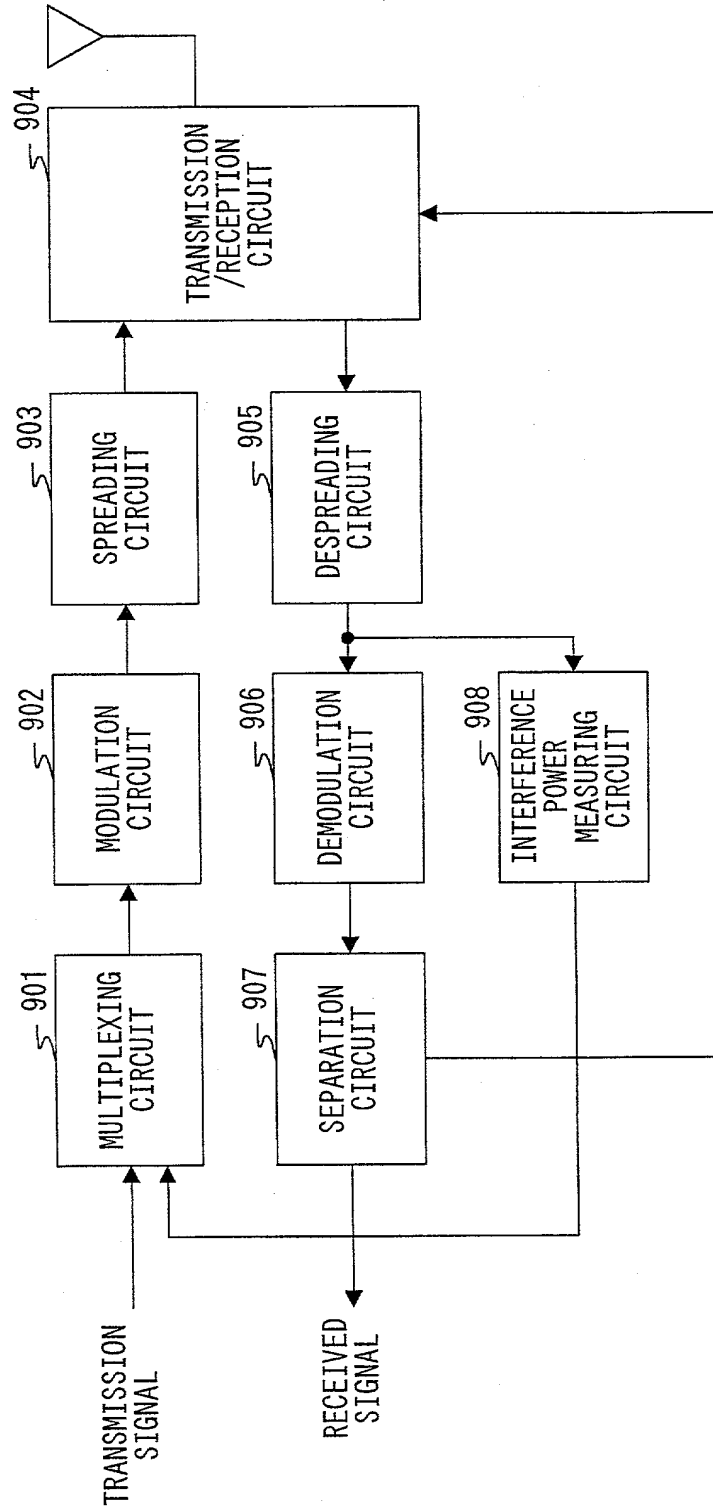 TRANSMISSION
SIGNAL
901
MULTIPLEXING
CIRCUIT
902
MODULATION
CIRCUIT
903
SPREADING
CIRCUIT
904
TRANSMISSION
/RECEPTION
CIRCUIT
RECEIVED
SIGNAL
907
SEPARATION
CIRCUIT
906
DEMODULATION
CIRCUIT
905
DESPREADING
CIRCUIT
908
INTERFERENCE
POWER
MEASURING
CIRCUIT